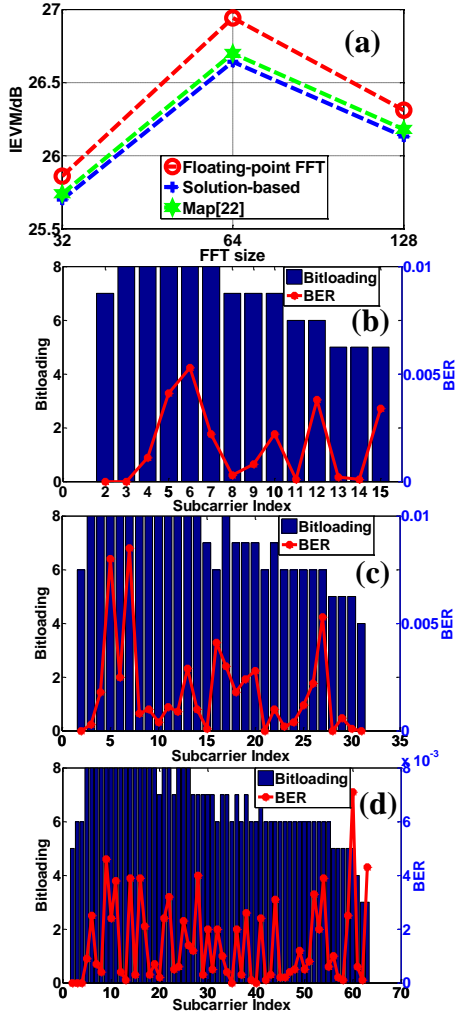 27
26.5
26
25.5
IEVM/dB
(a)
Floating-point FFT
Solution-based
Map[22]
32
64
128
FFT size
8
6
4
2
0
Bitloading
Bitloading
BER
(b)
0.01
0.005
0
BER
0 2 3 4 5 6 7 8 9 10 11 12 13 14 15
Subcarrier Index
8
6
4
2
0
Bitloading
Bitloading
BER
(c)
0.01
0.005
0
BER
0 5 10 15 20 25 30 35
Subcarrier Index
x 10-3
8
6
4
2
0
Bitloading
Bitloading
BER
(d)
8
6
4
2
0
BER
0 10 20 30 40 50 60 70
Subcarrier Index